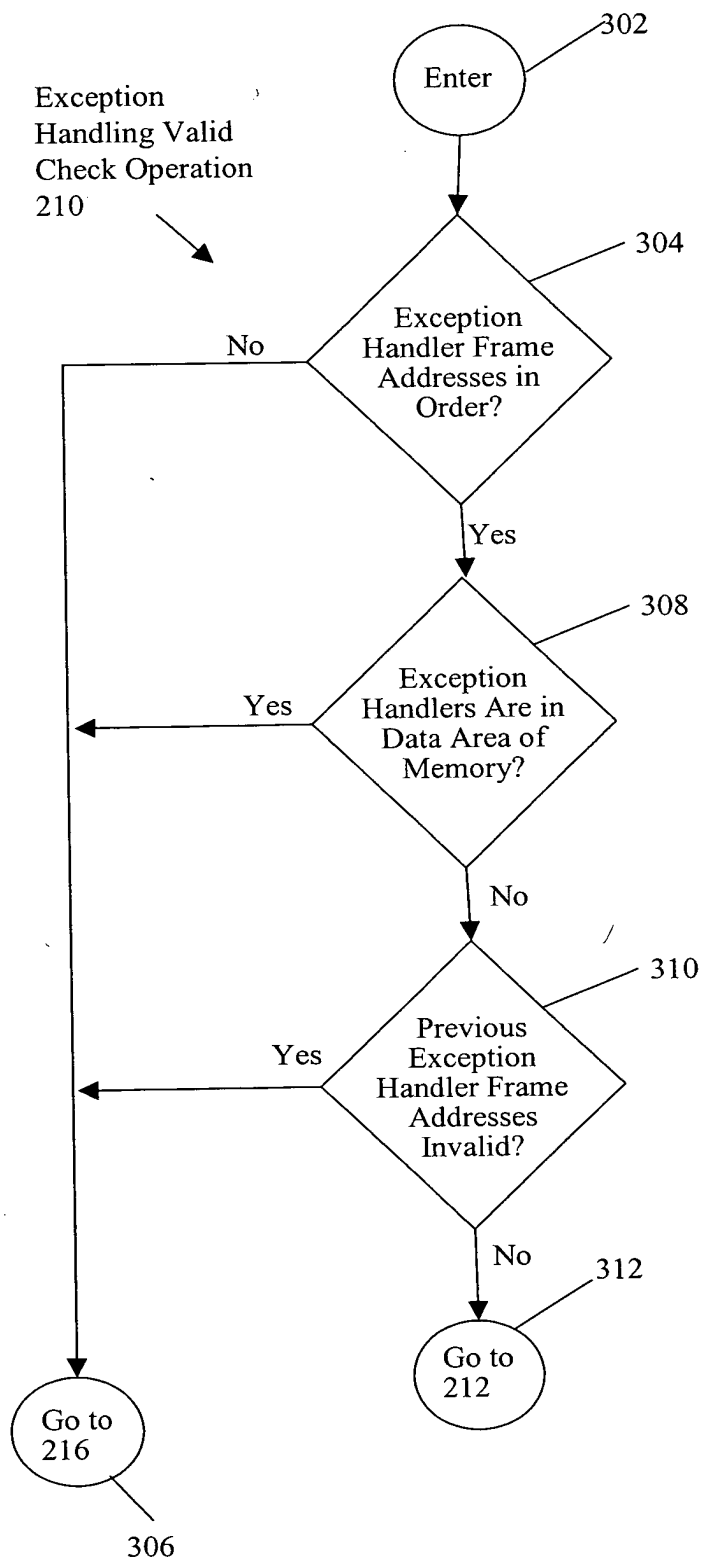 302
Enter
Exception
Handling Valid
Check Operation
210
304
Exception
Handler Frame
Addresses in
Order?
No
Yes
308
Exception
Handlers Are in
Data Area of
Memory?
Yes
No
310
Previous
Exception
Handler Frame
Addresses
Invalid?
Yes
No
312
Go to
212
Go to
216
306